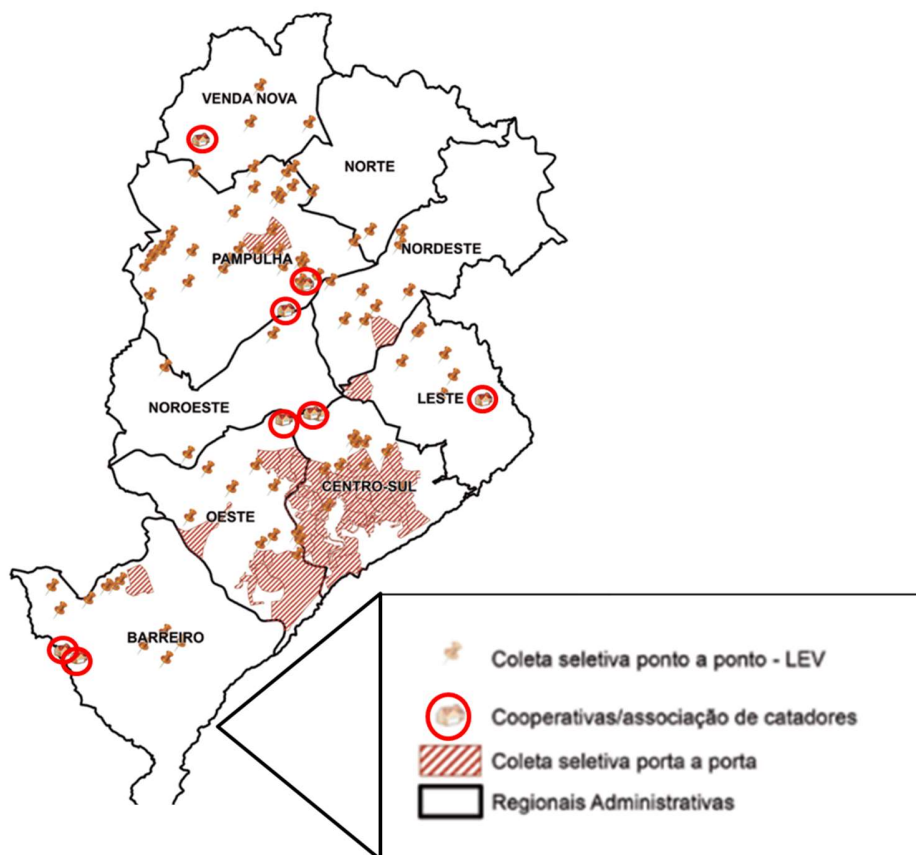 VENDA NOVA
NORTE
NORDESTE
PAMPULHA
NOROESTE
LESTE
CENTRO-SUL
OESTE
BARREIRO
Coleta seletiva ponto a ponto - LEV
Cooperativas/associação de catadores
Coleta seletiva porta a porta
Regionais Administrativas